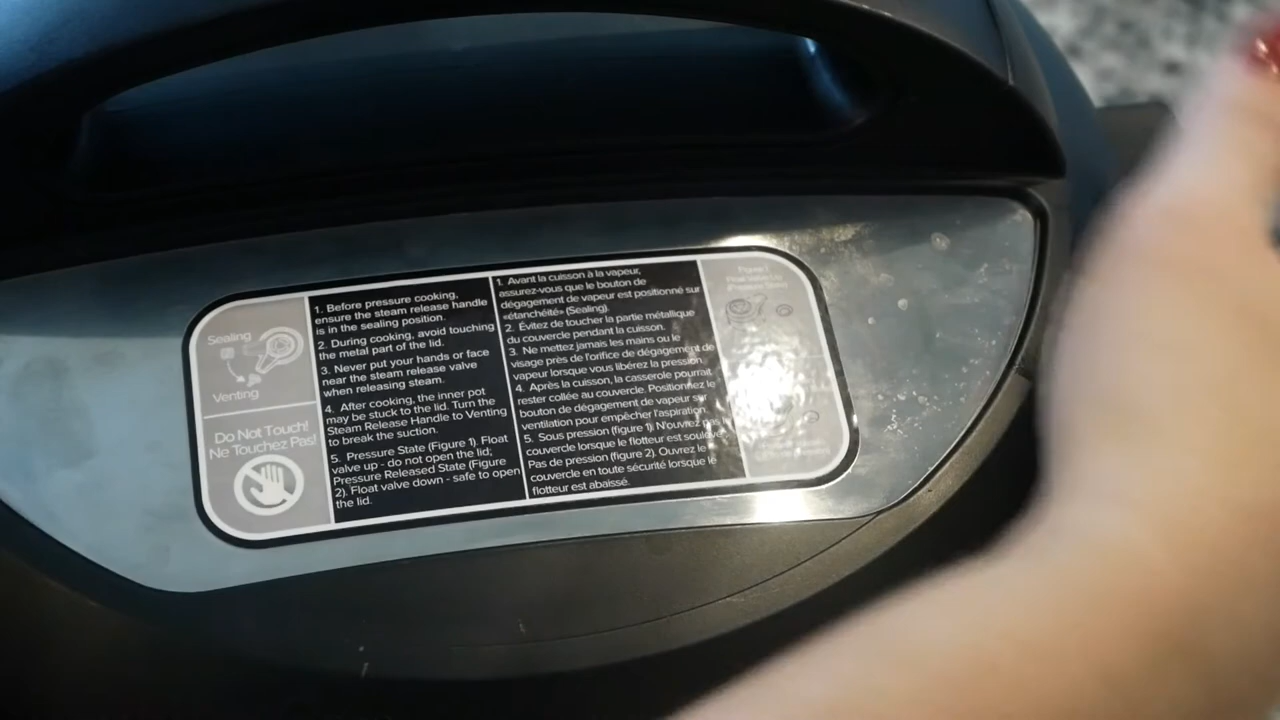 Sealing
Venting
Do Not Touch!
Ne Touchez Pas!
1. Before pressure cooking,
ensure the steam release handle
is in the sealing position.
2. During cooking, avoid touching
the metal part of the lid.
3. Never put your hands or face
near the steam release valve
when releasing steam.
4. After cooking, the inner pot
may be stuck to the lid. Turn the
Steam Release Handle to Venting
to break the suction.
5. Pressure State (Figure 1). Float
valve up - do not open the lid;
Pressure Released State (Figure
2). Float valve down - safe to open
the lid.
1. Avant la cuisson à la vapeur,
assurez-vous que le bouton de
dégagement de vapeur est positionné sur
«étanchéité» (Sealing).
2. Évitez de toucher la partie métallique
du couvercle pendant la cuisson.
3. Ne mettez jamais les mains ou le
visage près de l'orifice de dégagement de
vapeur lorsque vous libérez la pression.
4. Après la cuisson, la casserole pourrait
rester collée au couvercle. Positionnez le
bouton de dégagement de vapeur sur
ventilation pour empêcher l'aspiration.
5. Sous pression (figure 1). N'ouvrez pas le
couvercle lorsque le flotteur est soulevé.
Pas de pression (figure 2). Ouvrez le
couvercle en toute sécurité lorsque le
flotteur est abaissé.
Figure 1